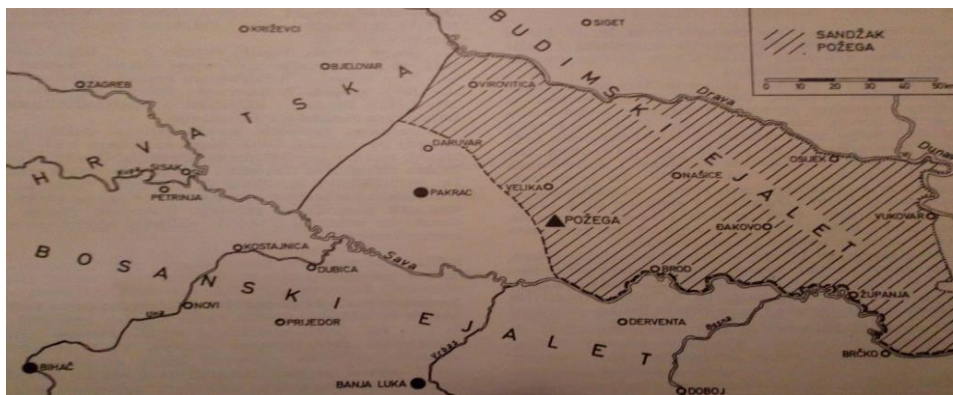 SIGET
KRIŽEVCI
SANDŽAK
POŽEGA
BJELOVAR
ZAGREB
VIROVITICA
0 10 20 30 40 50 km
BUDIMSKI EJALET
Drava
Dunav
HRVATSKA
DARUVAR
OSIJEK
Kupa
SISAK
PETRINJA
PAKRAC
VELIKA
NAŠICE
POŽEGA
ĐAKOVO
VUKOVAR
KOSTAJNICA
DUBICA
Sava
BROD
ŽUPANJA
BOSANSKI EJALET
NOVI
Una
PRIJEDOR
DERVENTA
Bosna
Vrbas
BRČKO
BIHAĆ
BANJA LUKA
DOBOJ